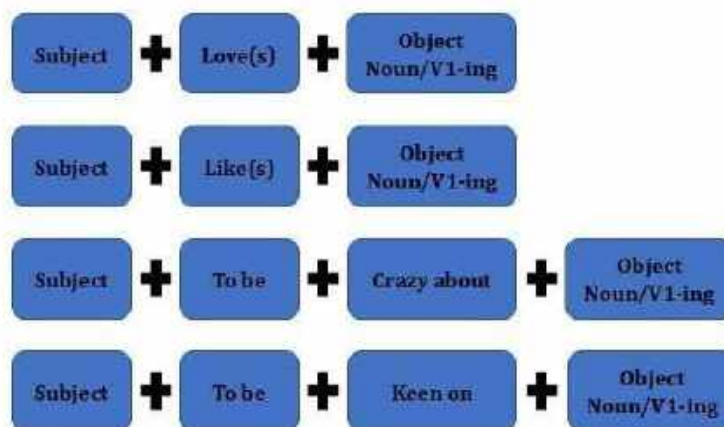 Subject + Love(s) + Object
Noun/V1-ing
Subject + Like(s) + Object
Noun/V1-ing
Subject + To be + Crazy about + Object
Noun/V1-ing
Subject + To be + Keen on + Object
Noun/V1-ing